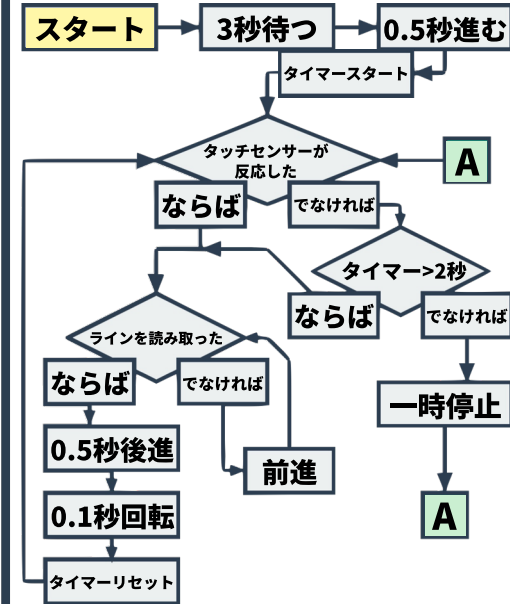 スタート
3秒待つ
0.5秒進む
タイマースタート
タッチセンサーが
反応した
A
ならば
でなければ
タイマー>2秒
ならば
でなければ
ラインを読み取った
ならば
でなければ
一時停止
0.5秒後進
前進
A
0.1秒回転
タイマーリセット